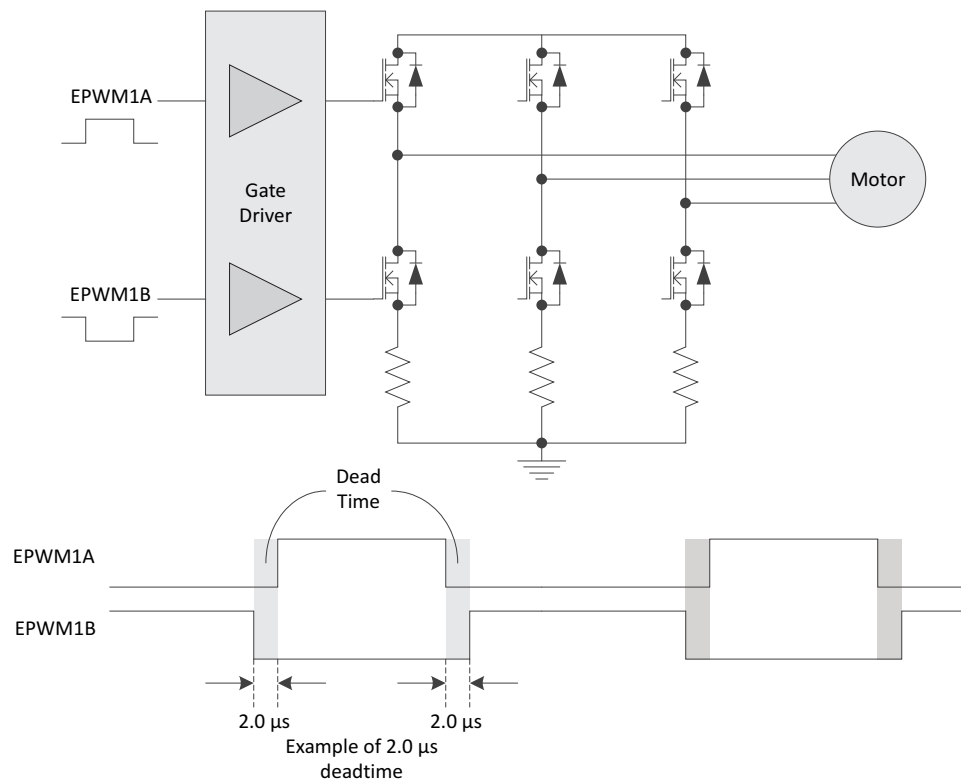 EPWM1A
Gate
Driver
Motor
EPWM1B
Dead
Time
EPWM1A
EPWM1B
2.0 µs
2.0 µs
Example of 2.0 µs
deadtime